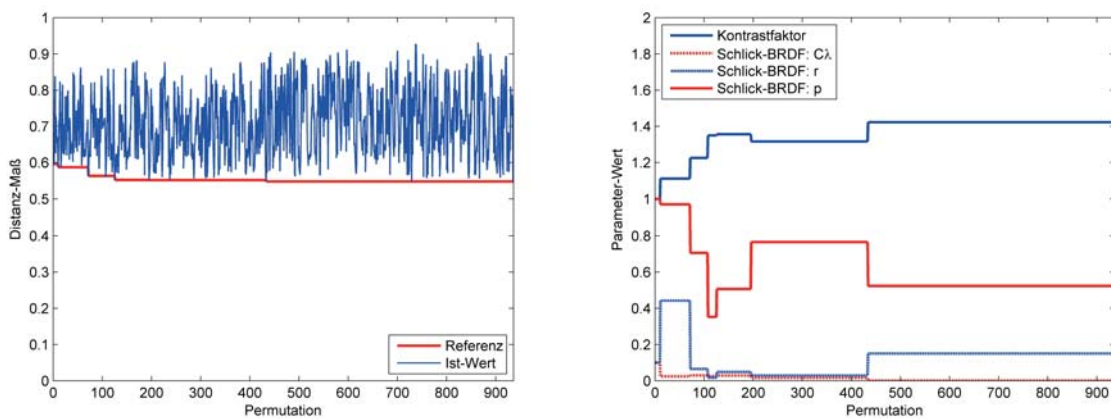 1
0.9
0.8
0.7
0.6
0.5
0.4
0.3
0.2
0.1
0
Distanz-Maß
0 100 200 300 400 500 600 700 800 900
Permutation
Referenz
Ist-Wert
2
1.8
1.6
1.4
1.2
1
0.8
0.6
0.4
0.2
0
Parameter-Wert
Kontrastfaktor
Schlick-BRDF: Cλ
Schlick-BRDF: r
Schlick-BRDF: p
0 100 200 300 400 500 600 700 800 900
Permutation